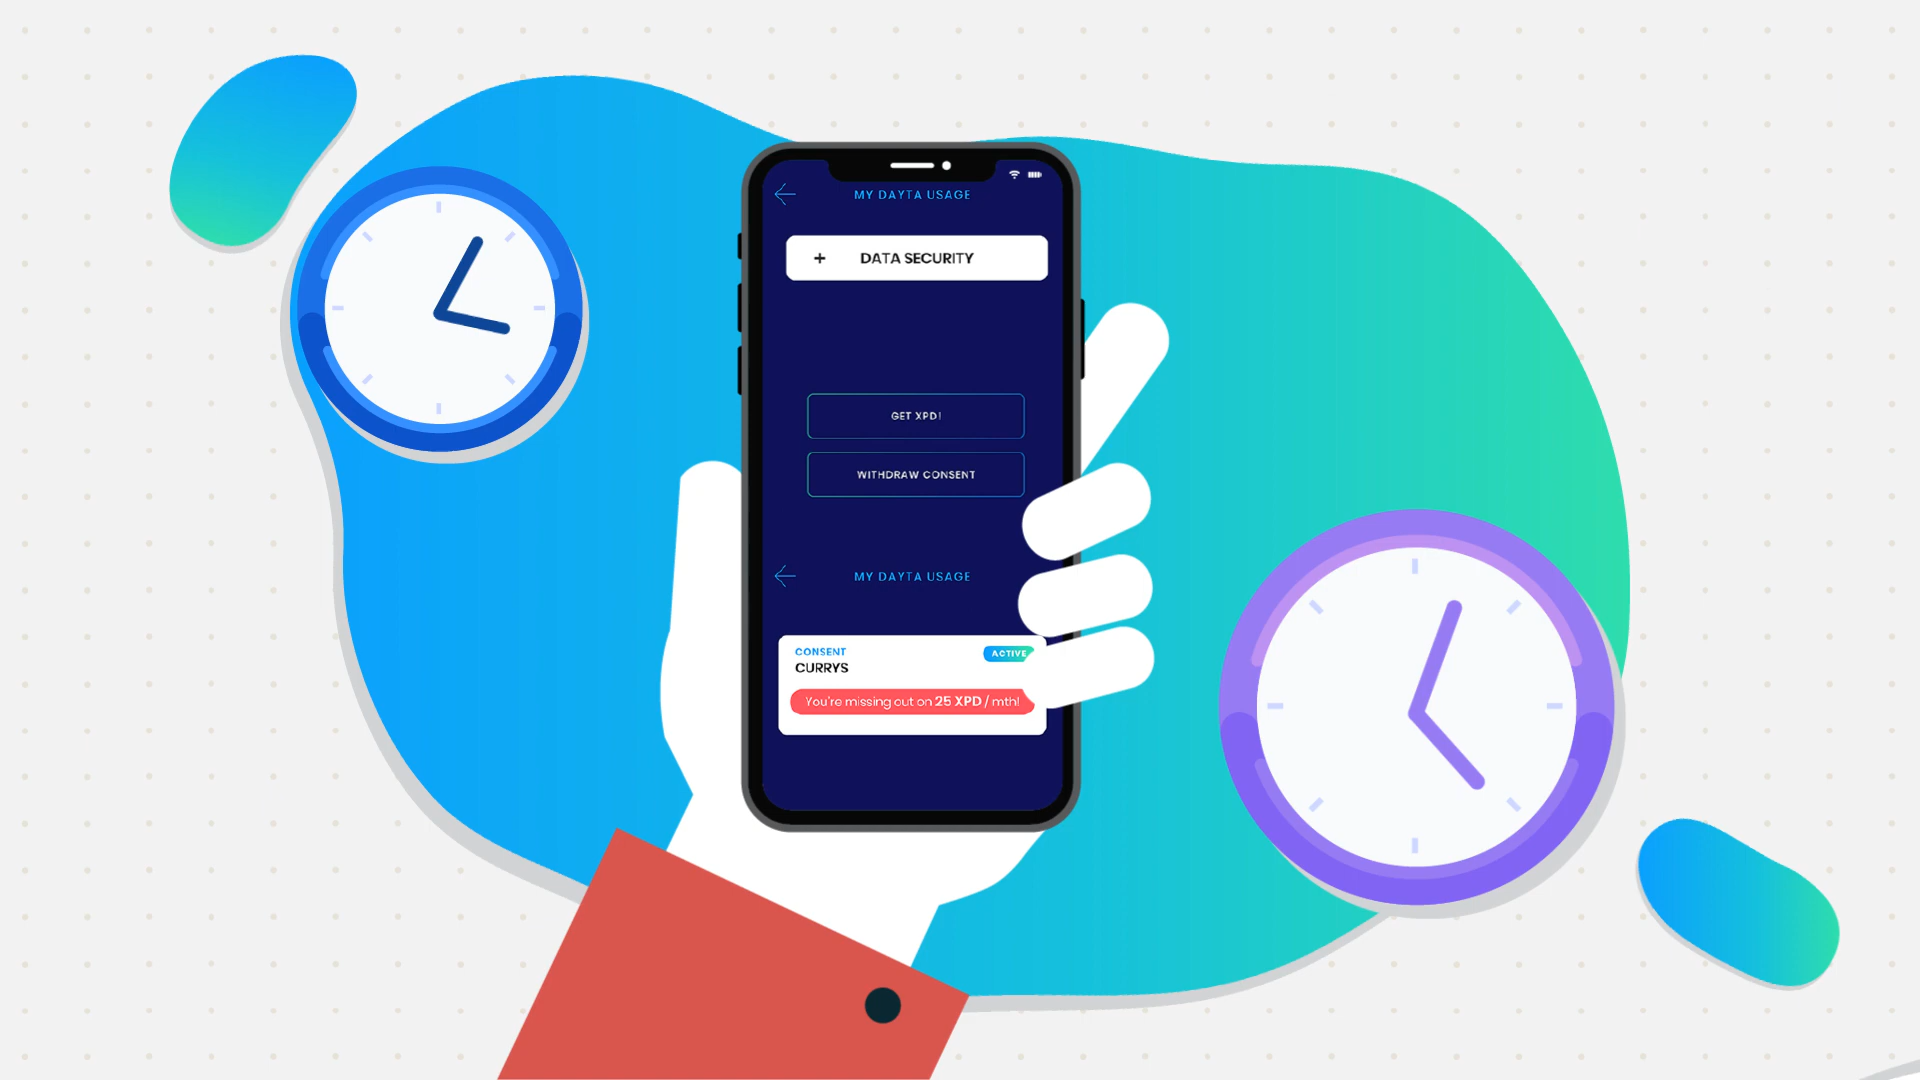 MY DAYTA USAGE
+ DATA SECURITY
GET XPD!
WITHDRAW CONSENT
MY DAYTA USAGE
CONSENT
ACTIVE
CURRYS
You're missing out on 25 XPD / mth!